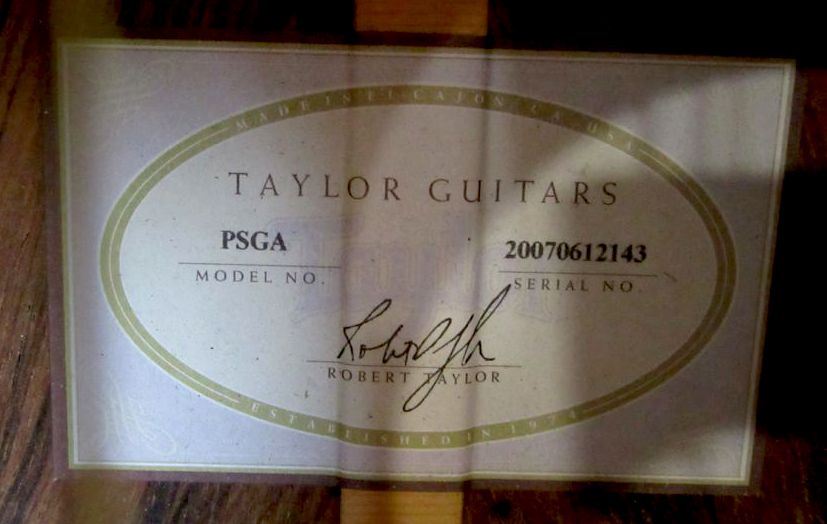 MADE IN EL CAJON, CA, USA
TAYLOR GUITARS
PSGA
MODEL NO.
20070612143
SERIAL NO.
ROBERT TAYLOR
ESTABLISHED IN 1974